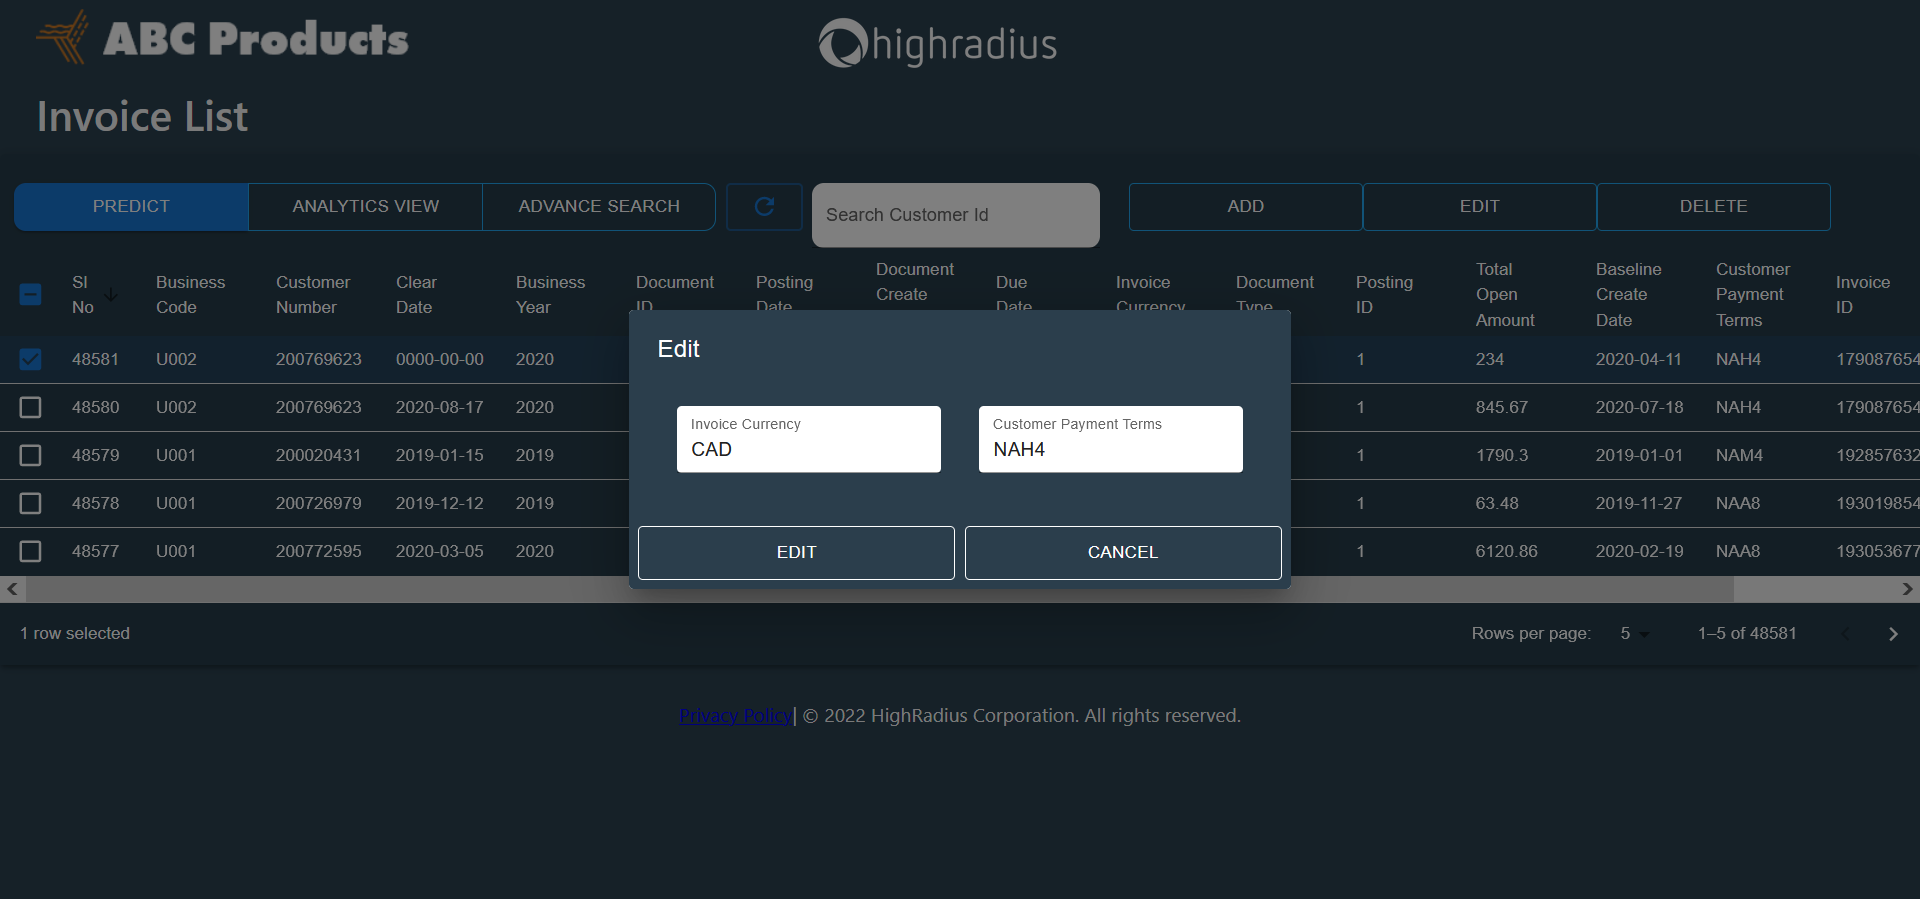 ABC Products
highradius
Invoice List
PREDICT ANALYTICS VIEW ADVANCE SEARCH Search Customer Id ADD EDIT DELETE
Sl No Business Code Customer Number Clear Date Business Year Document ID Posting Date Document Create Due Date Invoice Currency Document Type Posting ID Total Open Amount Baseline Create Date Customer Payment Terms Invoice ID
48581 U002 200769623 0000-00-00 2020 1 234 2020-04-11 NAH4 179087654
48580 U002 200769623 2020-08-17 2020 1 845.67 2020-07-18 NAH4 179087654
48579 U001 200020431 2019-01-15 2019 1 1790.3 2019-01-01 NAM4 192857632
48578 U001 200726979 2019-12-12 2019 1 63.48 2019-11-27 NAA8 193019854
48577 U001 200772595 2020-03-05 2020 1 6120.86 2020-02-19 NAA8 193053677
Edit
Invoice Currency Customer Payment Terms
CAD NAH4
EDIT CANCEL
1 row selected Rows per page: 5 1–5 of 48581
Privacy Policy| © 2022 HighRadius Corporation. All rights reserved.